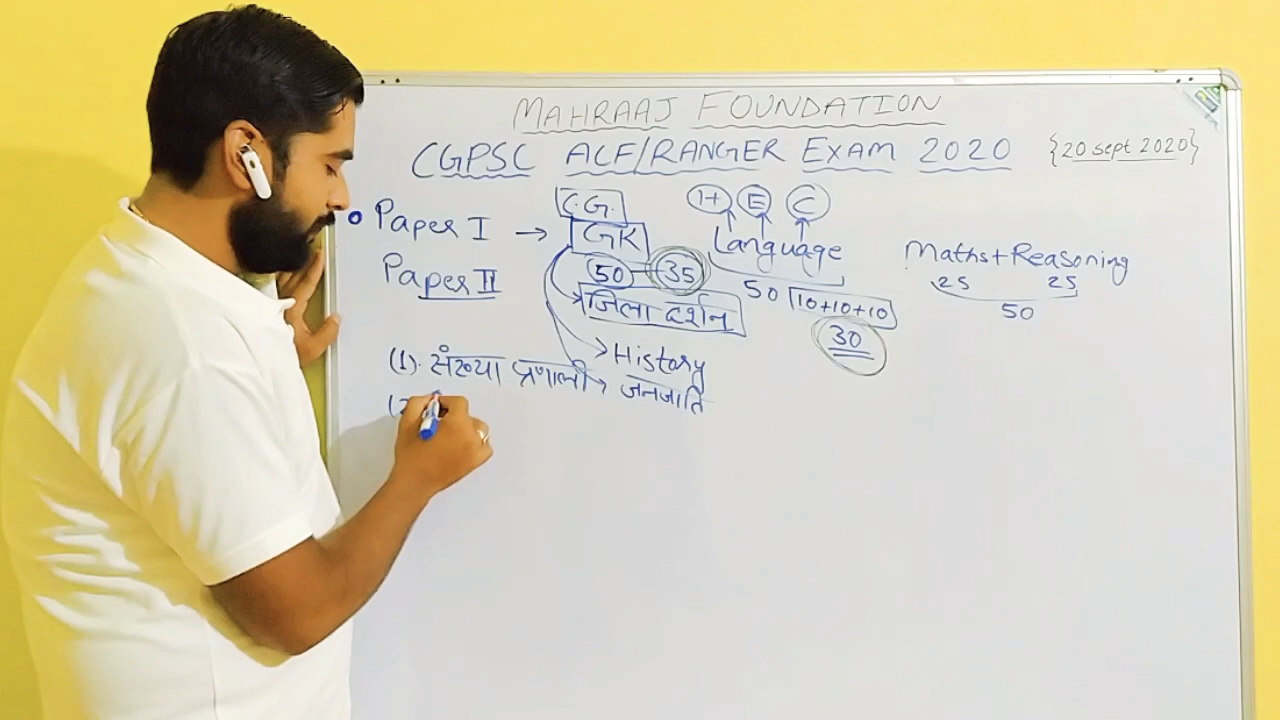 MAHRAAJ FOUNDATION
CGPSC ACF/RANGER EXAM 2020 {20 sept 2020}
• Paper I → C.G. GK
50 - 35
जिला दर्शन
History
जनजाति
H E C
Language
50 10+10+10
30
Maths+Reasoning
25 25
50
Paper II
(1). संख्या प्रणाली
(2